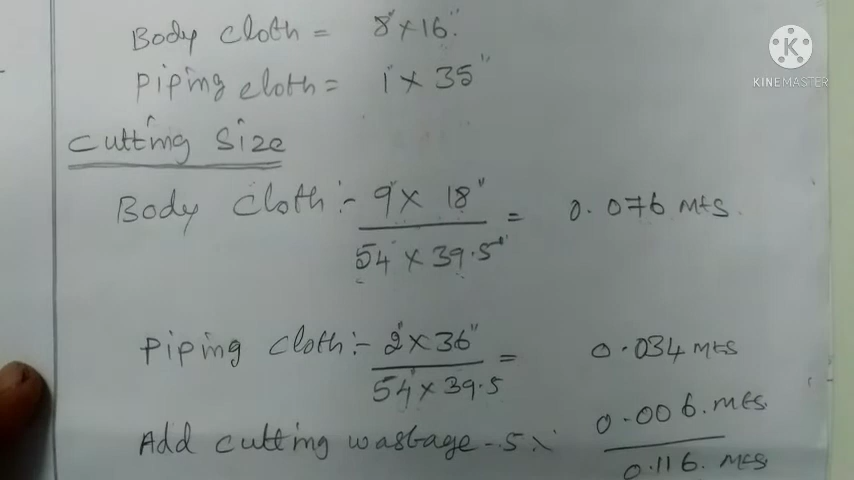 Body cloth = 8" x 16"
KINEMASTER
Piping cloth = 1" x 35"
Cutting Size
Body cloth :- 9" x 18" = 0.076 mts.
54" x 39.5"
Piping cloth :- 2" x 36" = 0.034 mts
54" x 39.5
Add cutting wastage - 5% 0.006. mts
0.116. mts